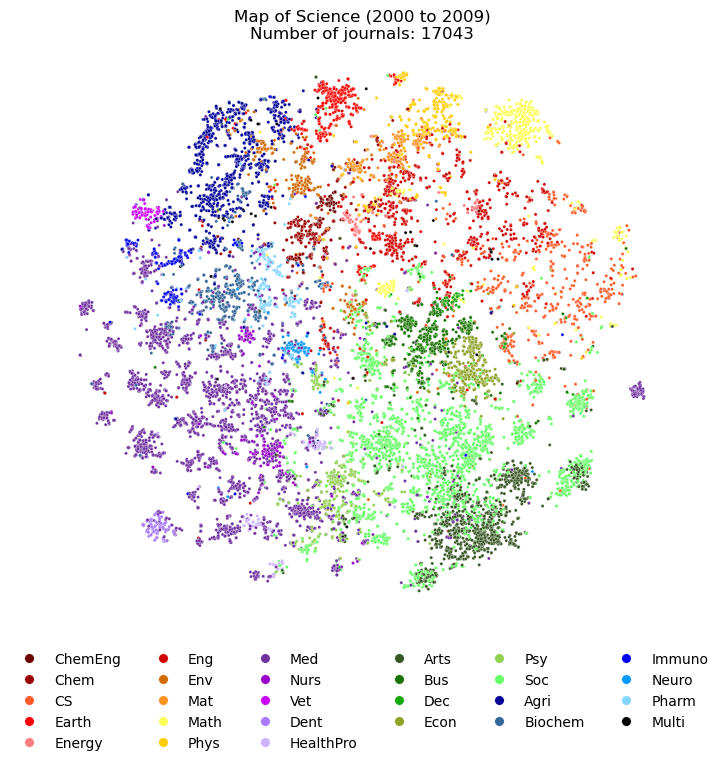 Map of Science (2000 to 2009)
Number of journals: 17043
ChemEng Eng Med Arts Psy Immuno
Chem Env Nurs Bus Soc Neuro
CS Mat Vet Dec Agri Pharm
Earth Math Dent Econ Biochem Multi
Energy Phys HealthPro